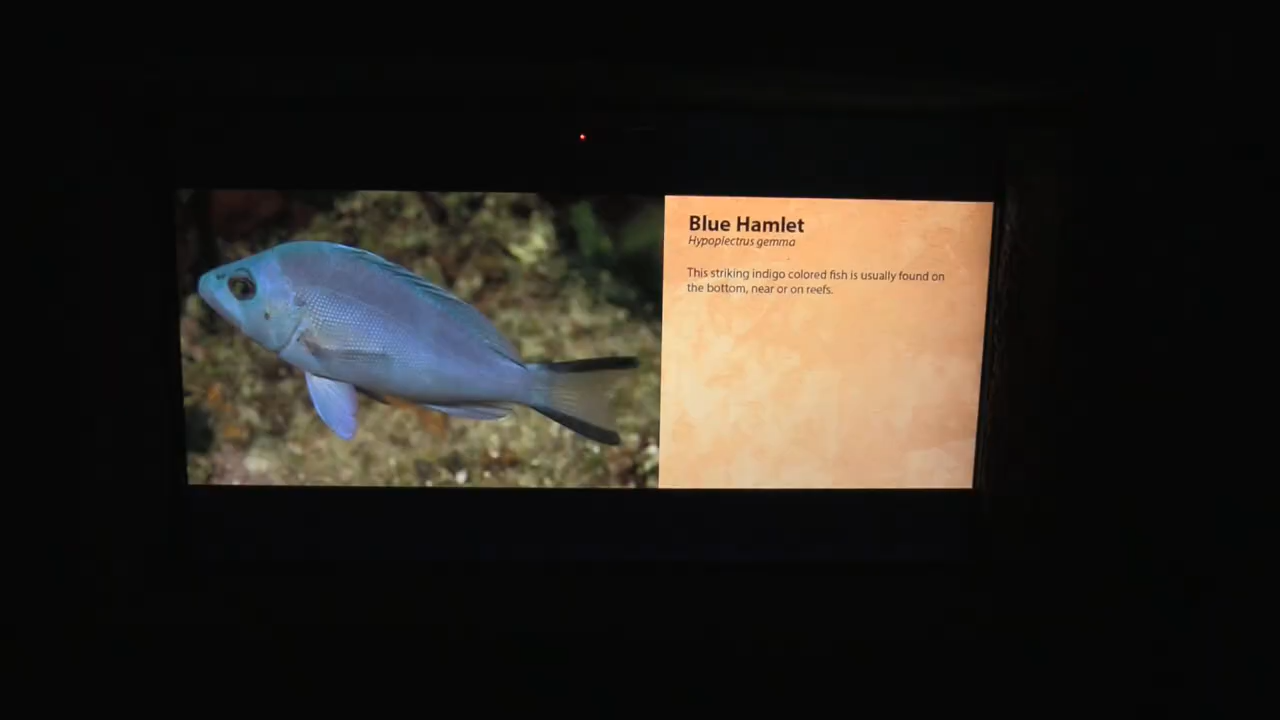 Blue Hamlet
Hypoplectrus gemma
This striking indigo colored fish is usually found on
the bottom, near or on reefs.